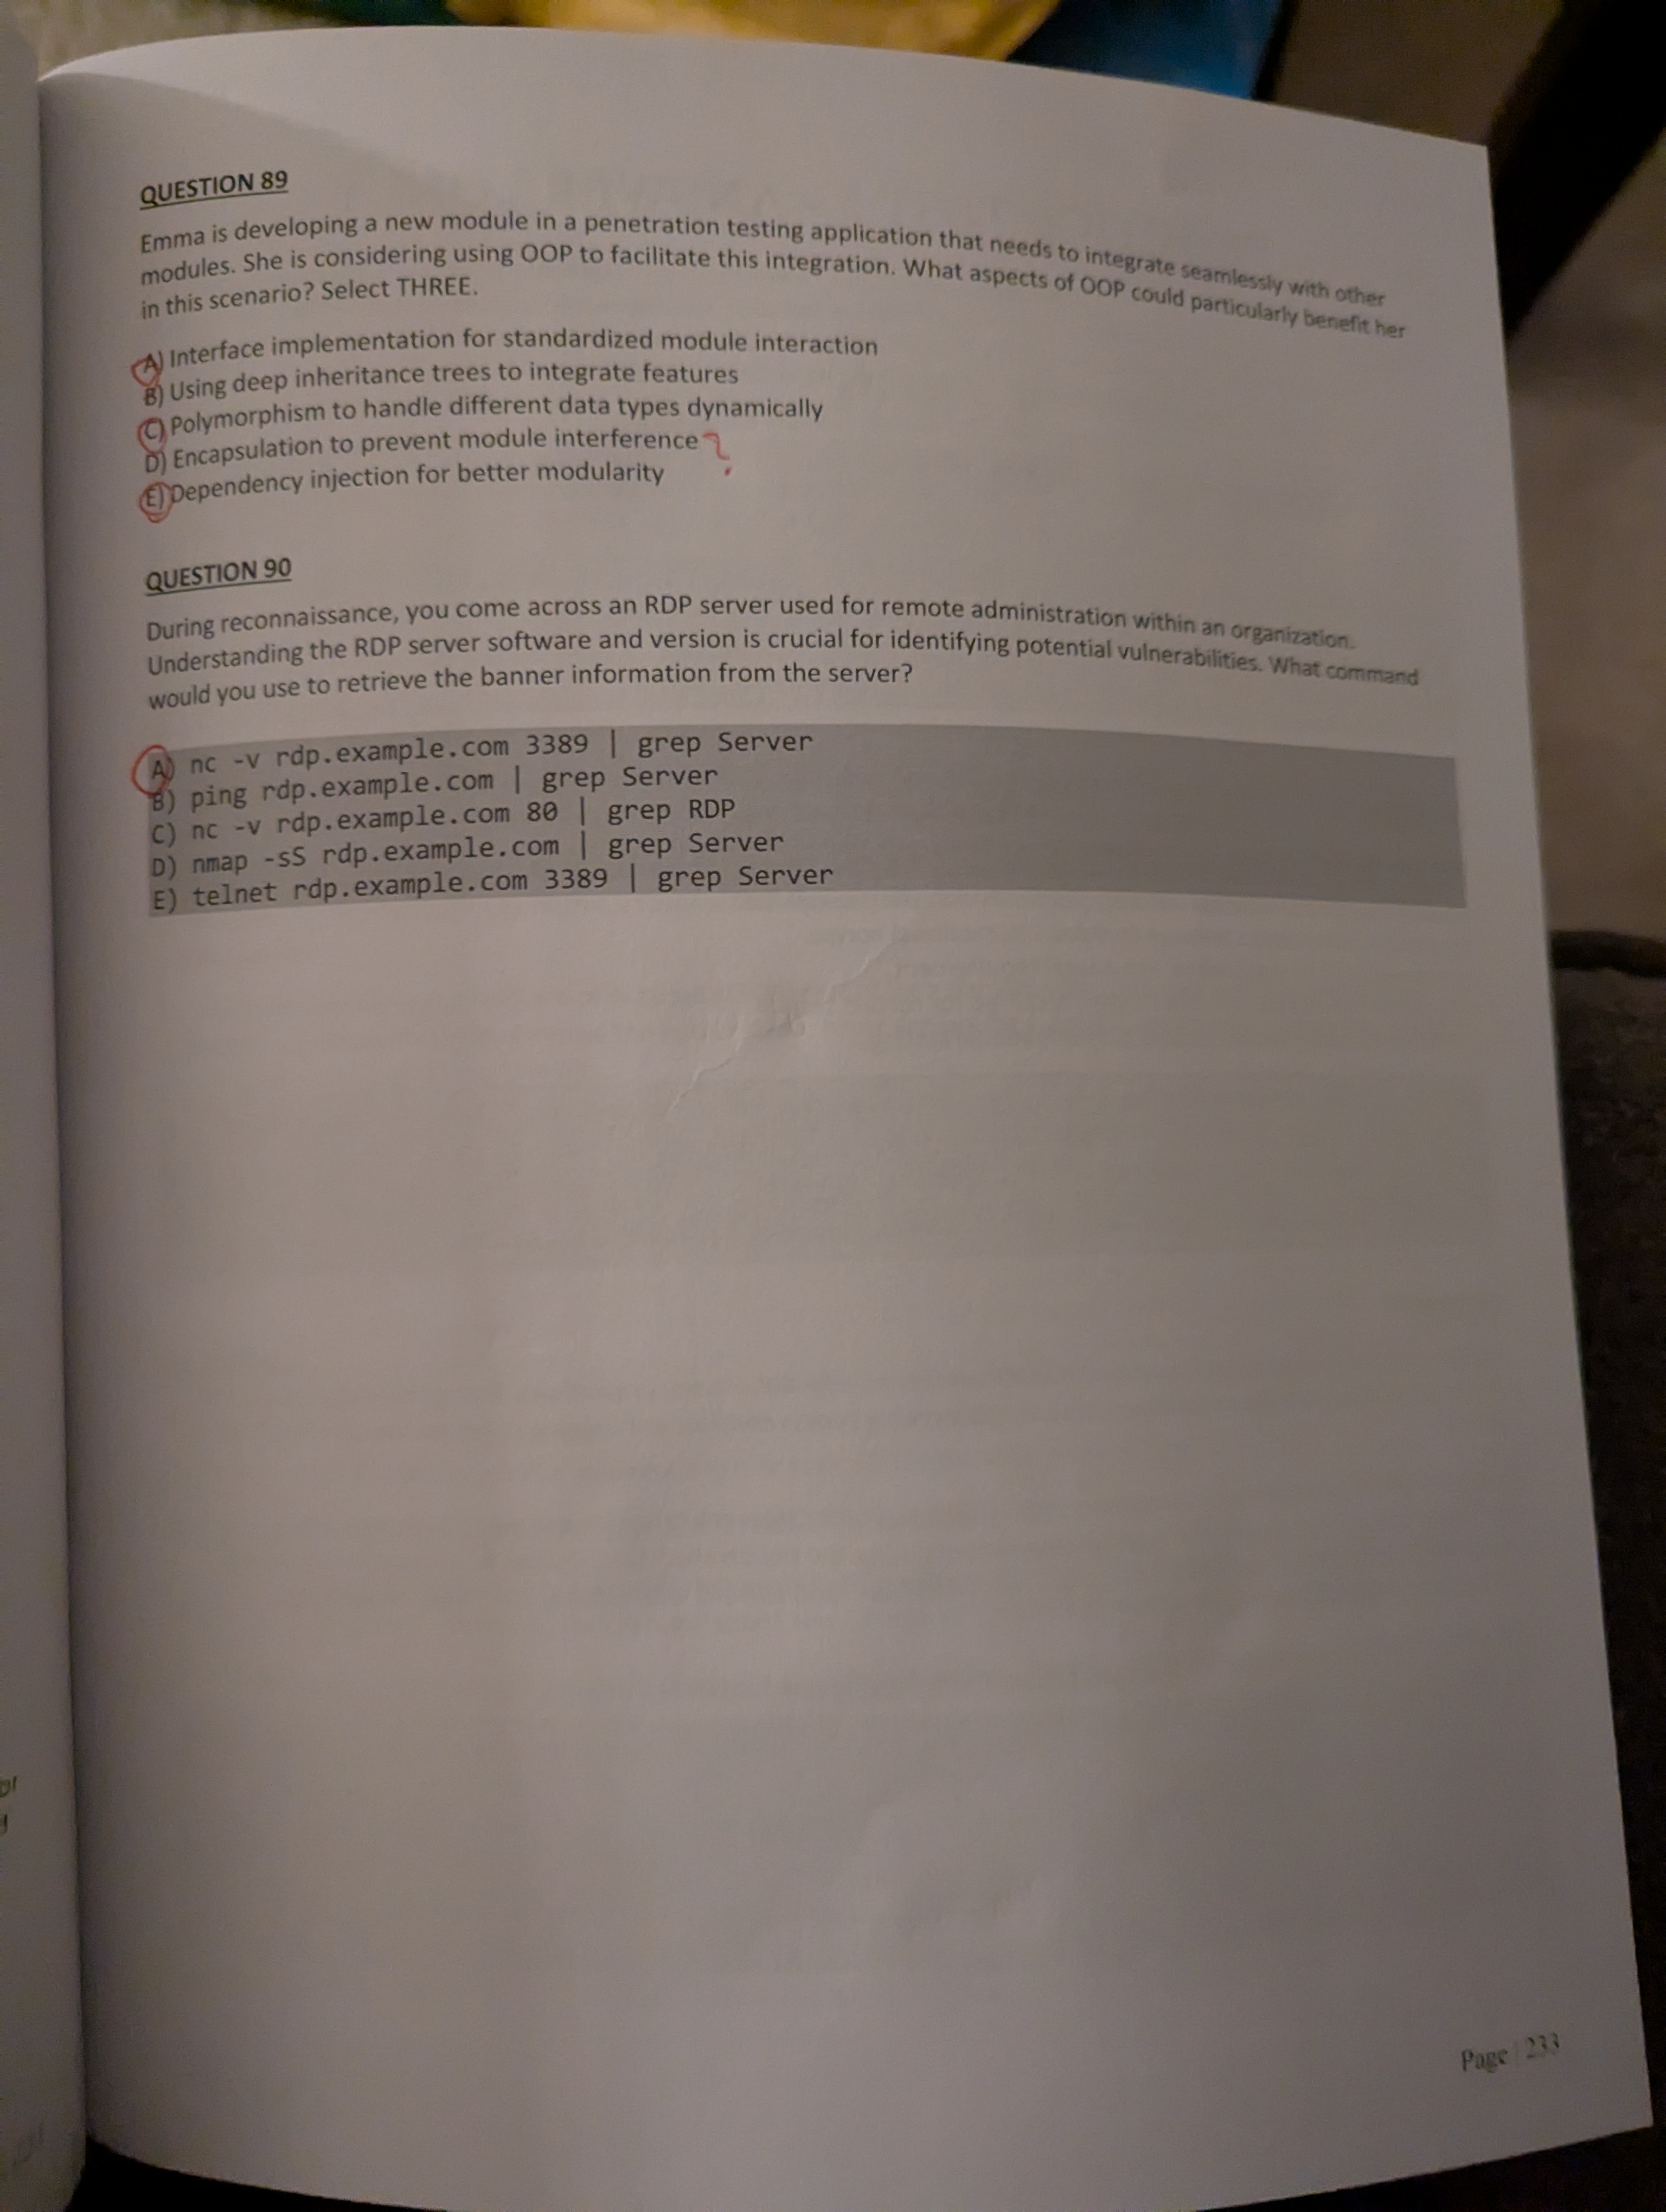 QUESTION 89
Emma is developing a new module in a penetration testing application that needs to integrate seamlessly with other
modules. She is considering using OOP to facilitate this integration. What aspects of OOP could particularly benefit her
in this scenario? Select THREE.
A) Interface implementation for standardized module interaction
B) Using deep inheritance trees to integrate features
C) Polymorphism to handle different data types dynamically
D) Encapsulation to prevent module interference ?
E) Dependency injection for better modularity
QUESTION 90
During reconnaissance, you come across an RDP server used for remote administration within an organization.
Understanding the RDP server software and version is crucial for identifying potential vulnerabilities. What command
would you use to retrieve the banner information from the server?
A) nc -v rdp.example.com 3389 | grep Server
B) ping rdp.example.com | grep Server
C) nc -v rdp.example.com 80 | grep RDP
D) nmap -sS rdp.example.com | grep Server
E) telnet rdp.example.com 3389 | grep Server
Page | 233